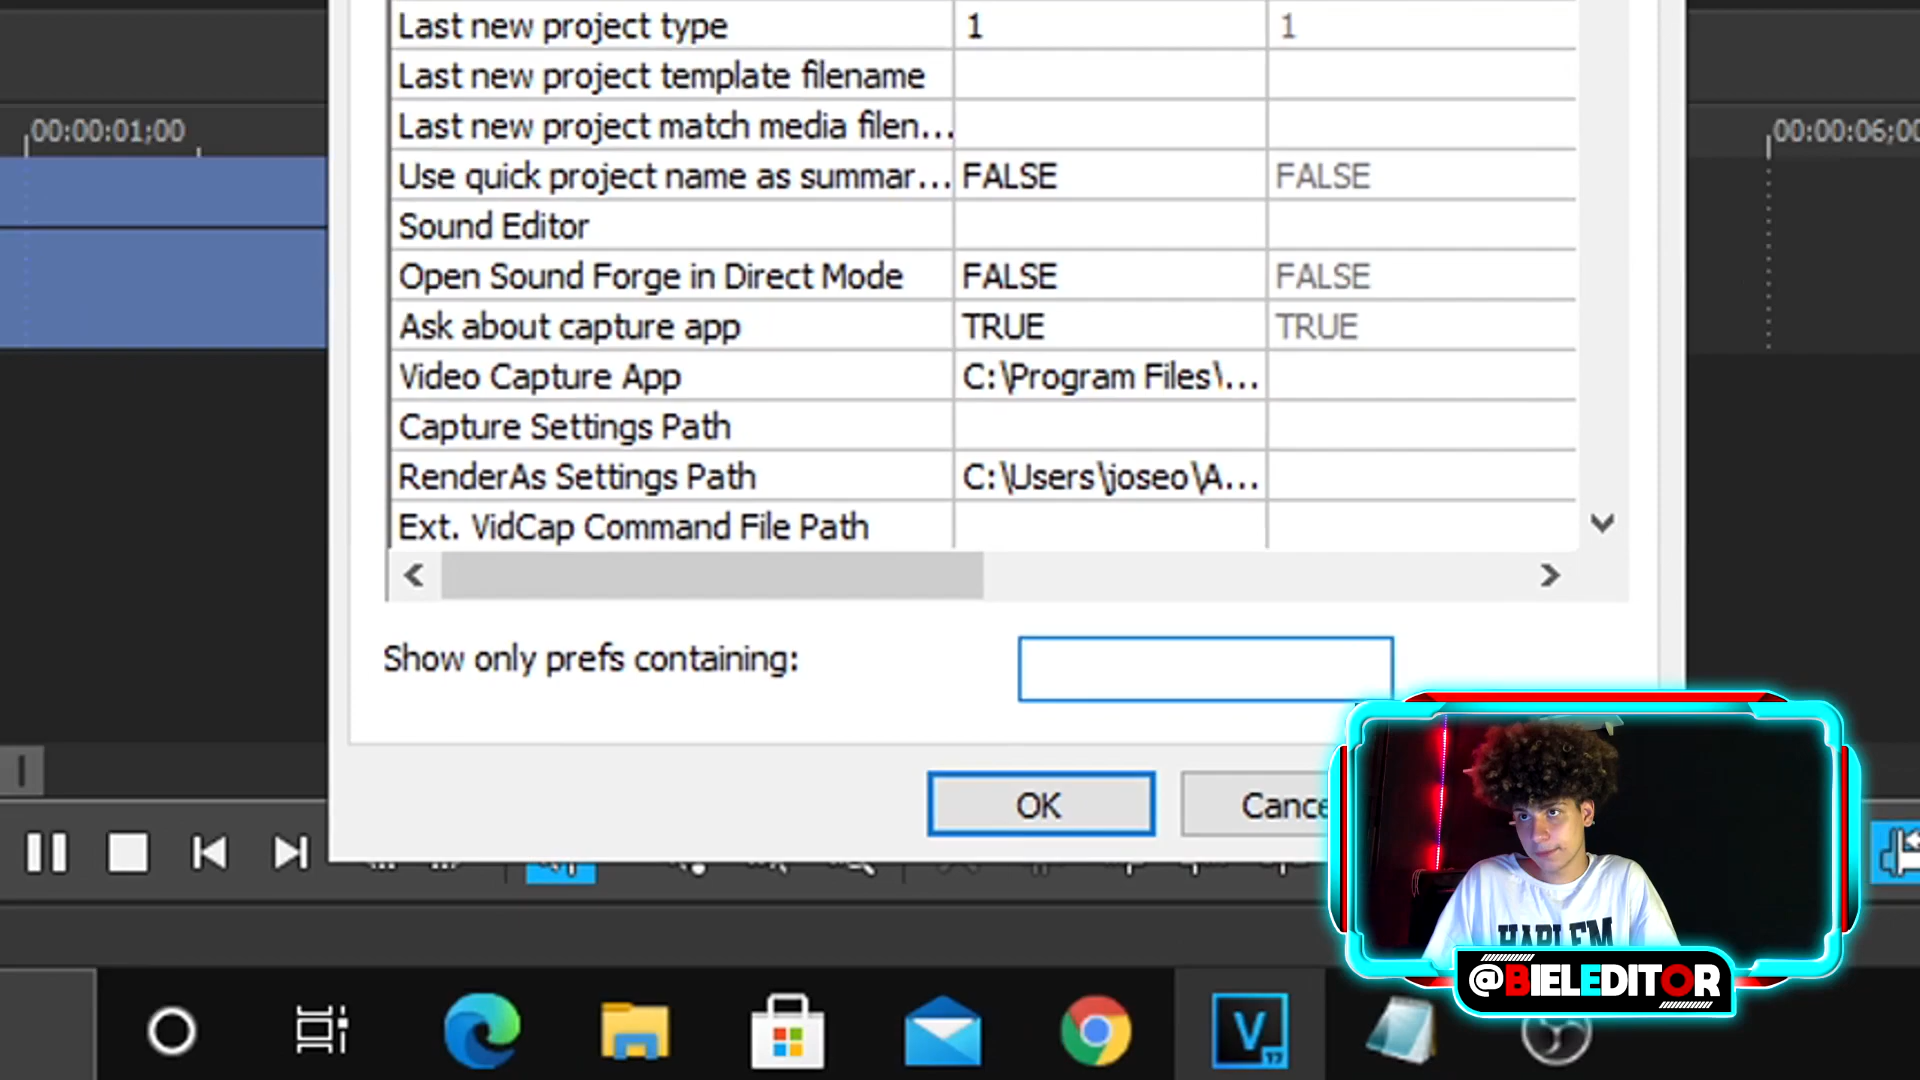 Last new project type 1 1
Last new project template filename
Last new project match media filen...
Use quick project name as summar... FALSE FALSE
Sound Editor
Open Sound Forge in Direct Mode FALSE FALSE
Ask about capture app TRUE TRUE
Video Capture App C:\Program Files\...
Capture Settings Path
RenderAs Settings Path C:\Users\joseo\A...
Ext. VidCap Command File Path
00:00:01;00
00:00:06;00
Show only prefs containing:
OK
Cance
HARLEM
@BIELEDITOR
V
17